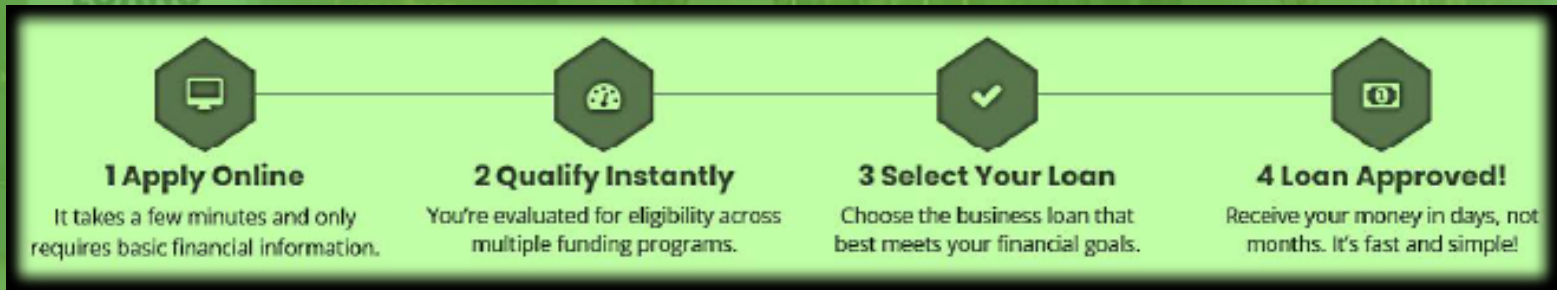 1 Apply Online
It takes a few minutes and only
requires basic financial information.
2 Qualify Instantly
You're evaluated for eligibility across
multiple funding programs.
3 Select Your Loan
Choose the business loan that
best meets your financial goals.
4 Loan Approved!
Receive your money in days, not
months. It's fast and simple!